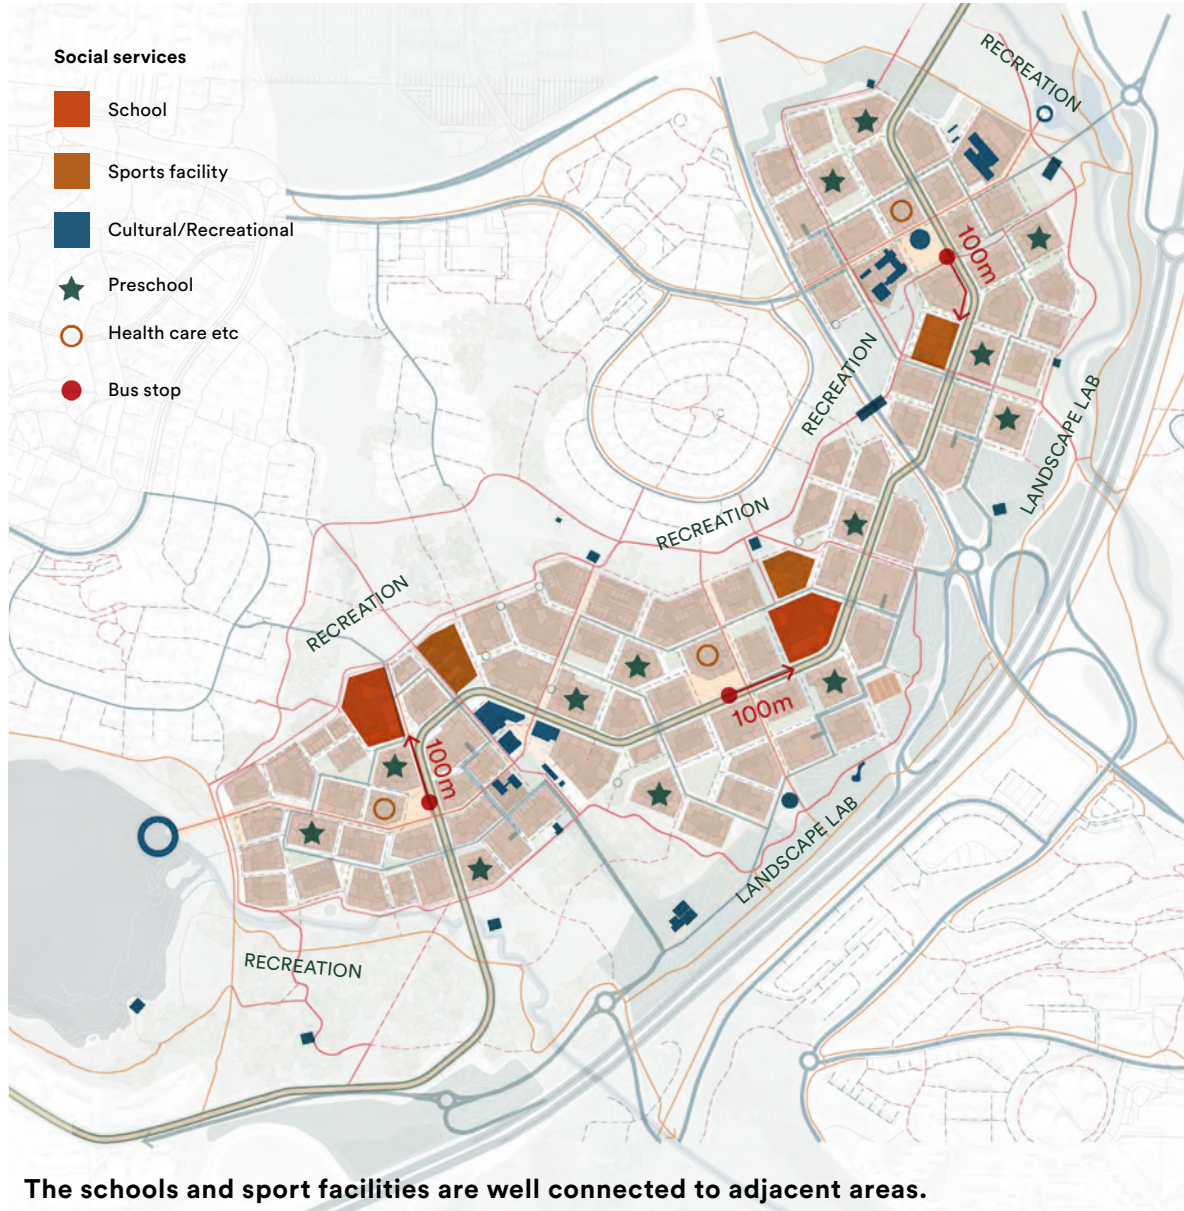 Social services
School
Sports facility
Cultural/Recreational
Preschool
Health care etc
Bus stop
RECREATION
100m
RECREATION
LANDSCAPE LAB
RECREATION
RECREATION
100m
100m
LANDSCAPE LAB
RECREATION
The schools and sport facilities are well connected to adjacent areas.